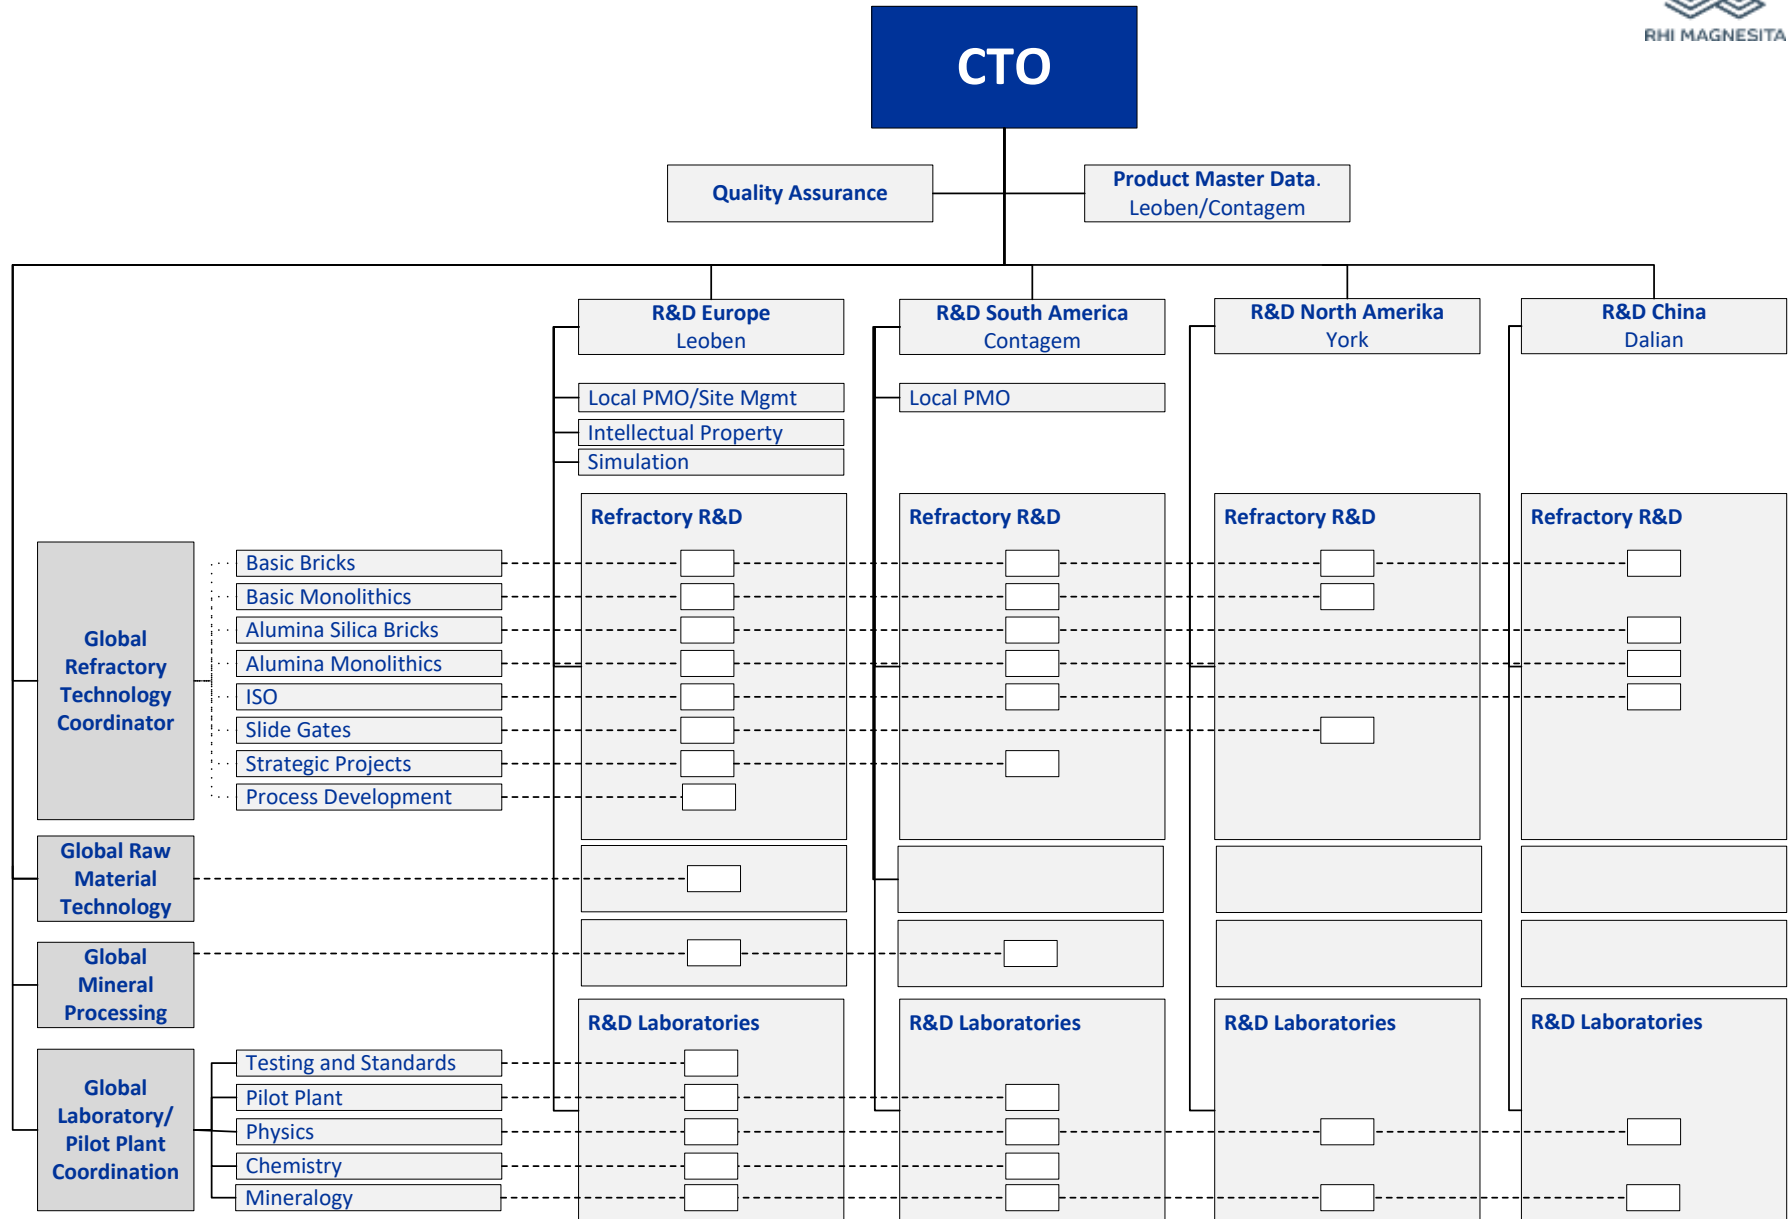 RHI MAGNESITA
CTO
Quality Assurance
Product Master Data.
Leoben/Contagem
R&D Europe
Leoben
R&D South America
Contagem
R&D North Amerika
York
R&D China
Dalian
Local PMO/Site Mgmt
Local PMO
Intellectual Property
Simulation
Refractory R&D
Refractory R&D
Refractory R&D
Refractory R&D
Global
Refractory
Technology
Coordinator
Basic Bricks
Basic Monolithics
Alumina Silica Bricks
Alumina Monolithics
ISO
Slide Gates
Strategic Projects
Process Development
Global Raw
Material
Technology
Global
Mineral
Processing
R&D Laboratories
R&D Laboratories
R&D Laboratories
R&D Laboratories
Global
Laboratory/
Pilot Plant
Coordination
Testing and Standards
Pilot Plant
Physics
Chemistry
Mineralogy